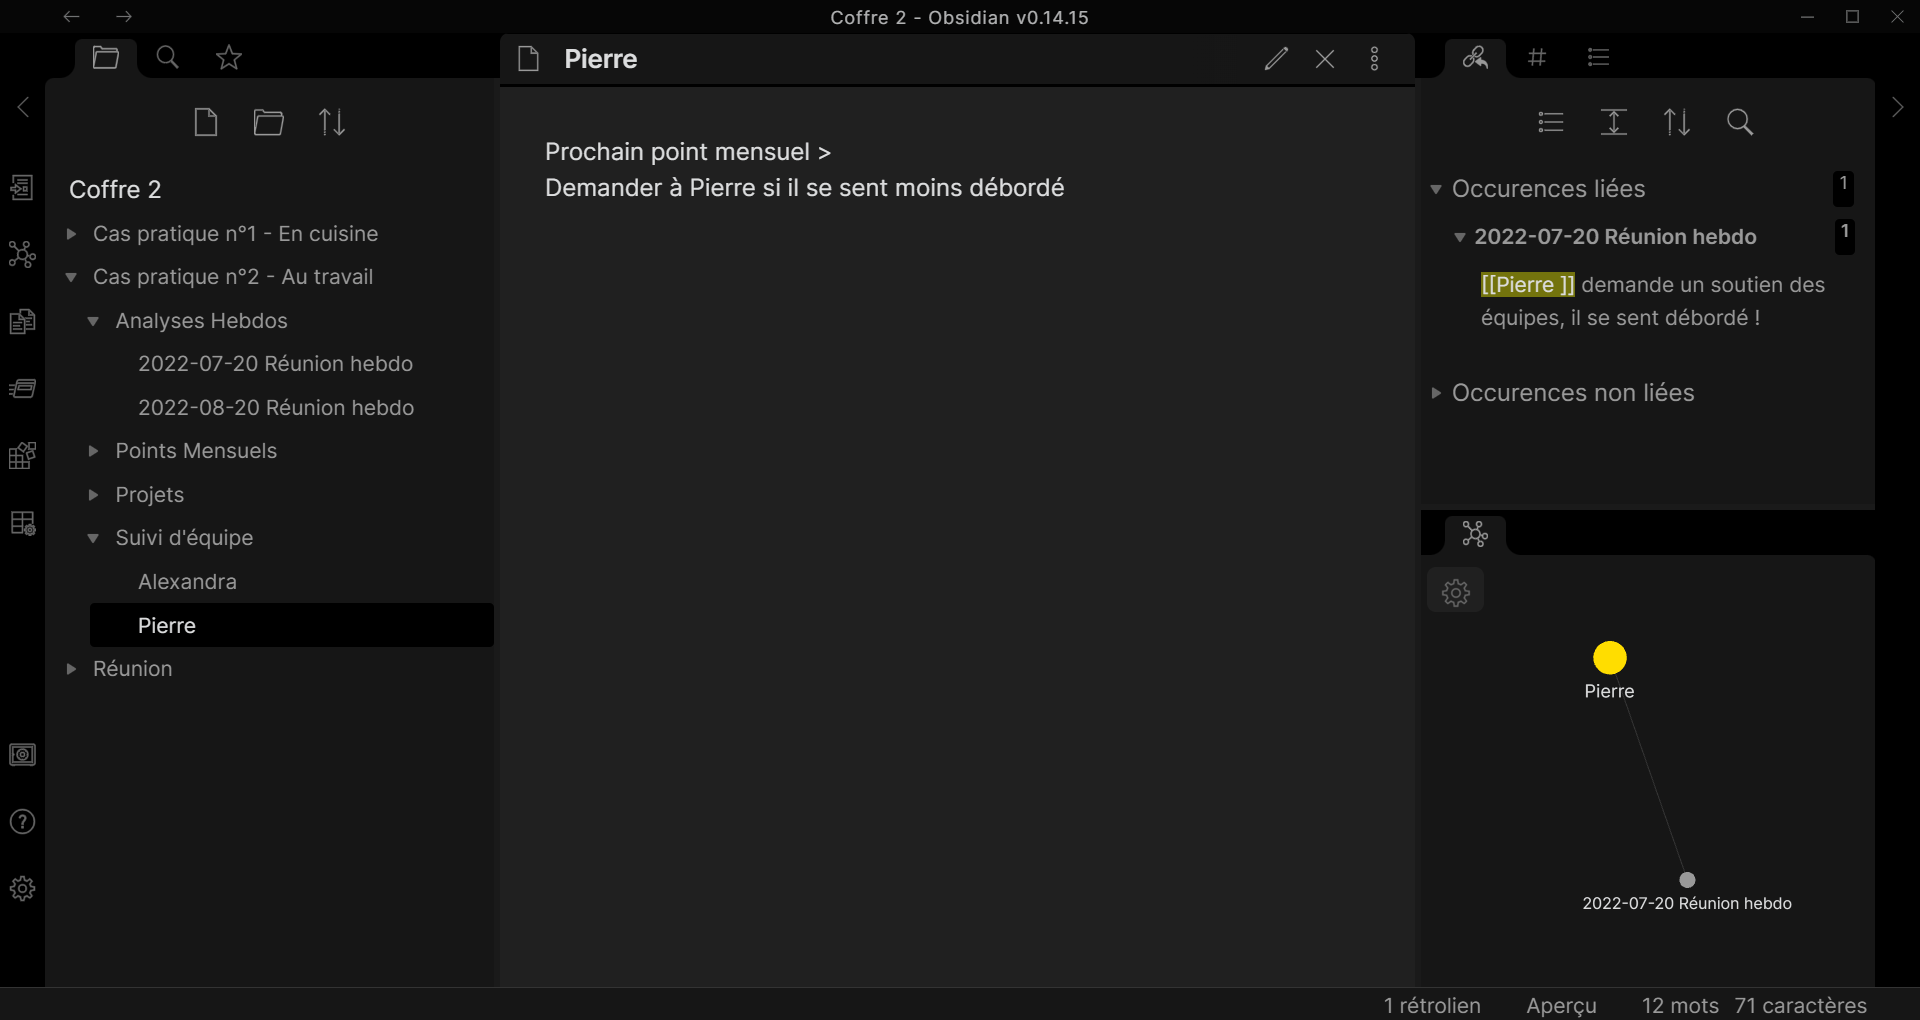 Coffre 2 - Obsidian v0.14.15
Pierre
Coffre 2
Cas pratique n°1 - En cuisine
Cas pratique n°2 - Au travail
Analyses Hebdos
2022-07-20 Réunion hebdo
2022-08-20 Réunion hebdo
Points Mensuels
Projets
Suivi d'équipe
Alexandra
Pierre
Réunion
Prochain point mensuel >
Demander à Pierre si il se sent moins débordé
Occurences liées 1
2022-07-20 Réunion hebdo 1
[[Pierre ]] demande un soutien des
équipes, il se sent débordé !
Occurences non liées
Pierre
2022-07-20 Réunion hebdo
1 rétrolien Aperçu 12 mots 71 caractères